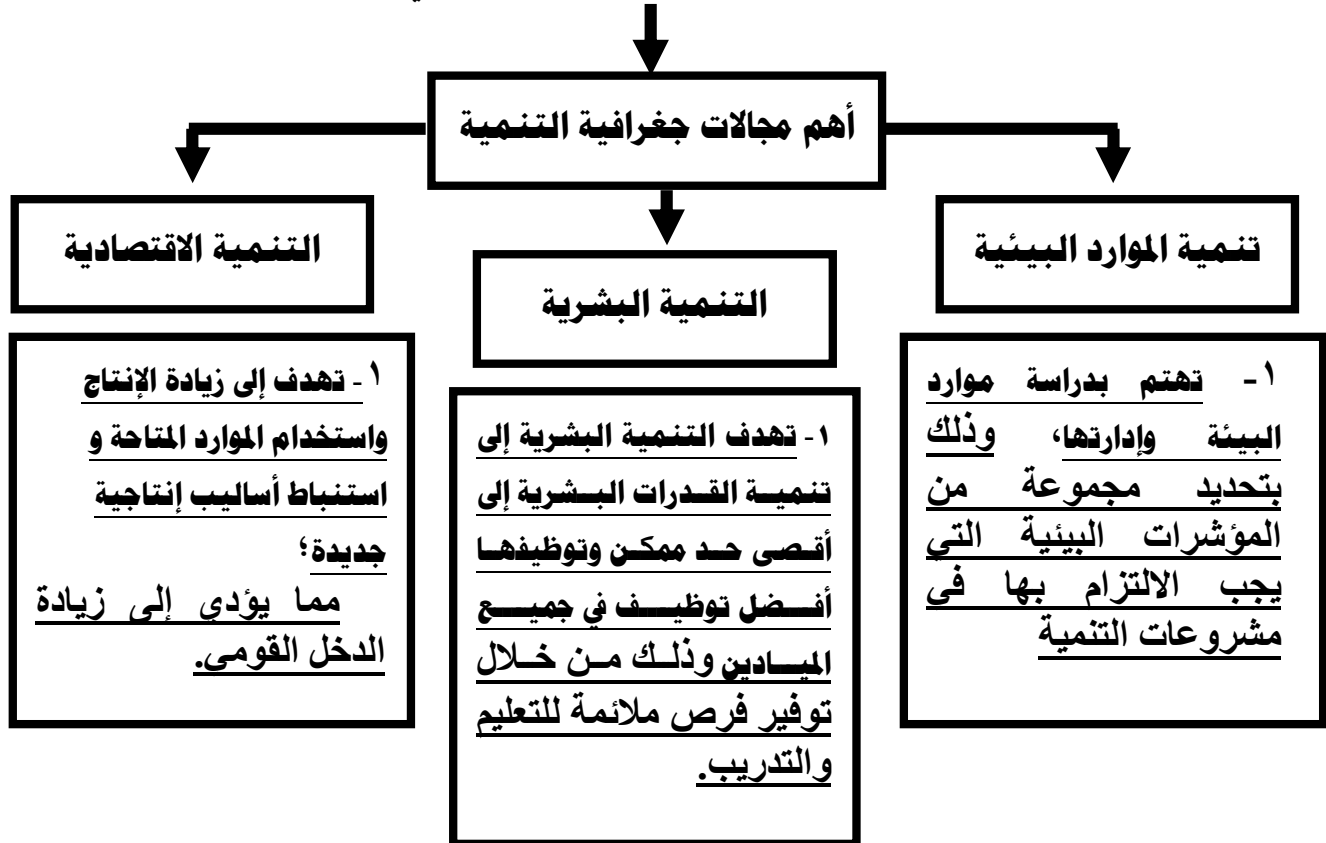 أهم مجالات جغرافية التنمية
تنمية الموارد البيئية
١- تهتم بدراسة موارد
البيئة وإدارتها، وذلك
بتحديد مجموعة من
المؤشرات البيئية التي
يجب الالتزام بها في
مشروعات التنمية
التنمية البشرية
١- تهدف التنمية البشرية إلى
تنمية القدرات البشرية إلى
أقصى حد ممكن وتوظيفها
أفضل توظيف في جميع
الميادين وذلك من خلال
توفير فرص ملائمة للتعليم
والتدريب.
التنمية الاقتصادية
١- تهدف إلى زيادة الإنتاج
واستخدام الموارد المتاحة و
استنباط أساليب إنتاجية
جديدة؛
مما يؤدي إلى زيادة
الدخل القومي.